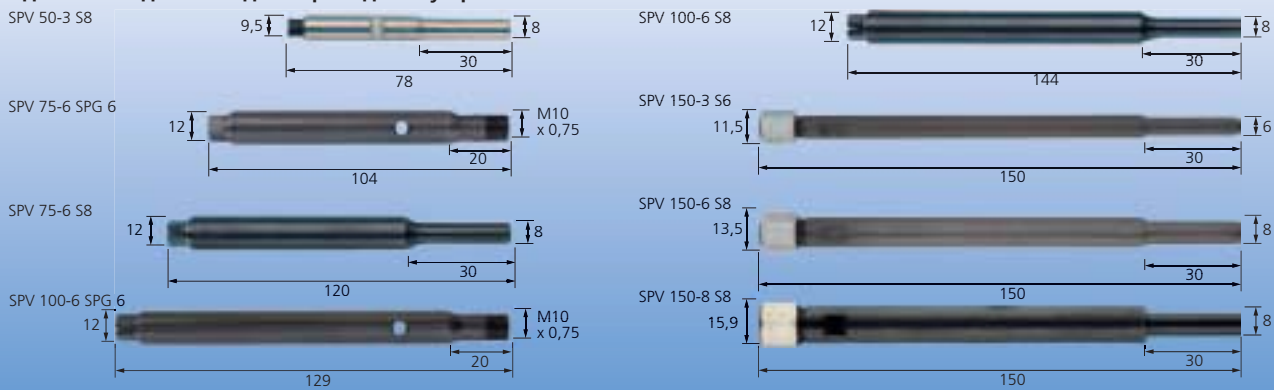 SPV 50-3 S8
9,5
8
30
78
SPV 75-6 SPG 6
12
M10
x 0,75
20
104
SPV 75-6 S8
12
8
30
120
SPV 100-6 SPG 6
12
M10
x 0,75
20
129
SPV 100-6 S8
12
8
30
144
SPV 150-3 S6
11,5
6
30
150
SPV 150-6 S8
13,5
8
30
150
SPV 150-8 S8
15,9
8
30
150